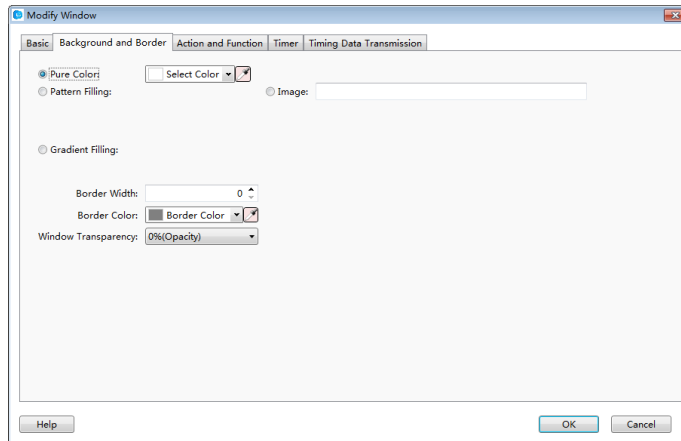 Modify Window
Basic Background and Border Action and Function Timer Timing Data Transmission
Pure Color: Select Color
Pattern Filling: Image:
Gradient Filling:
Border Width: 0
Border Color: Border Color
Window Transparency: 0%(Opacity)
Help OK Cancel